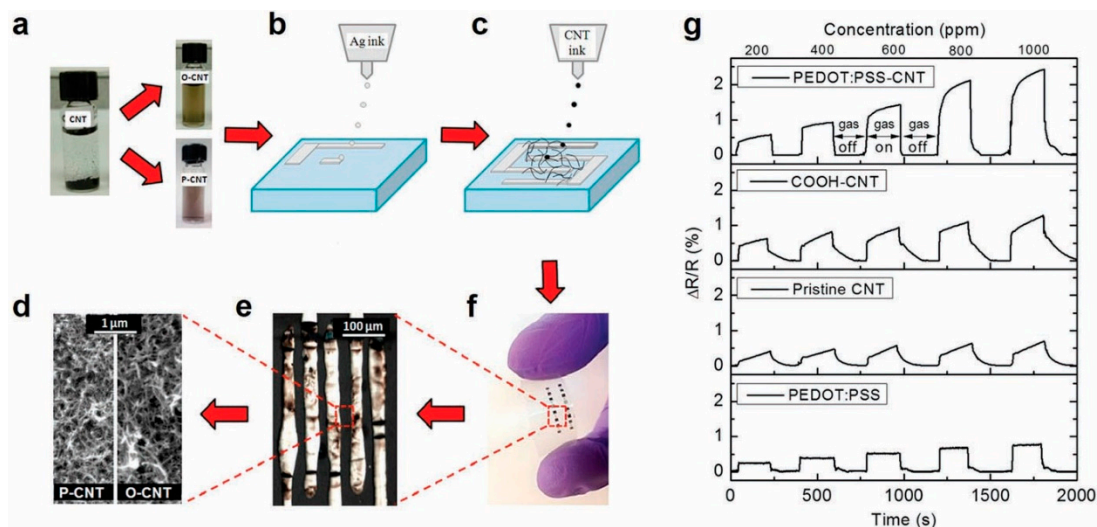 a
CNT
O-CNT
P-CNT
b
Ag ink
c
CNT
ink
d
1 μm
P-CNT
O-CNT
e
100 μm
f
g
Concentration (ppm)
200 400 600 800 1000
PEDOT:PSS-CNT
gas
off
gas
on
gas
off
2
1
0
COOH-CNT
2
1
0
Pristine CNT
2
1
0
PEDOT:PSS
2
1
0
ΔR/R (%)
0 500 1000 1500 2000
Time (s)